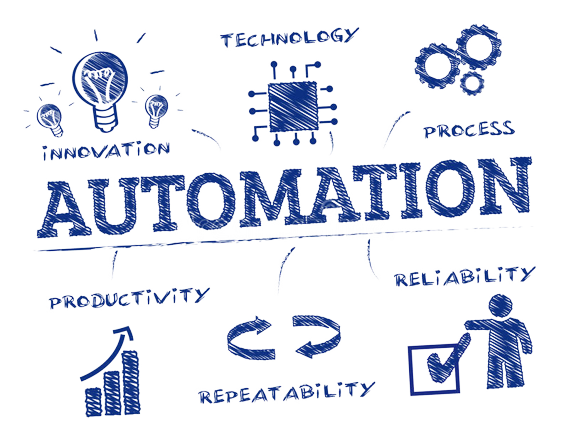 TECHNOLOGY
INNOVATION
PROCESS
AUTOMATION
PRODUCTIVITY
RELIABILITY
REPEATABILITY